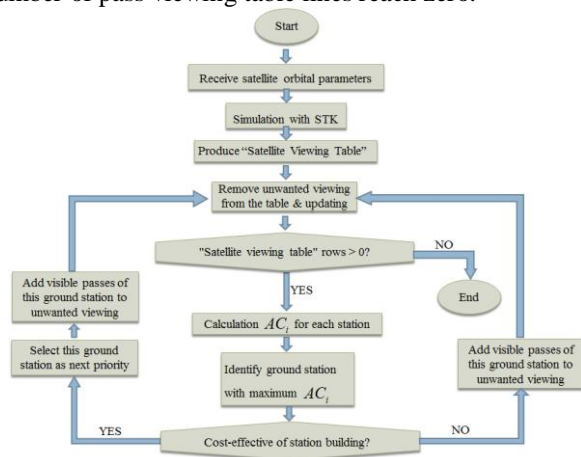 umber of pass viewing table lines reach zero.
Start
Receive satellite orbital parameters
Simulation with STK
Produce "Satellite Viewing Table"
Remove unwanted viewing
from the table & updating
"Satellite viewing table" rows > 0?
NO
End
YES
Calculation ACᵢ for each station
Identify ground station
with maximum ACᵢ
Cost-effective of station building?
YES
Select this ground
station as next priority
Add visible passes of
this ground station to
unwanted viewing
NO
Add visible passes of
this ground station to
unwanted viewing